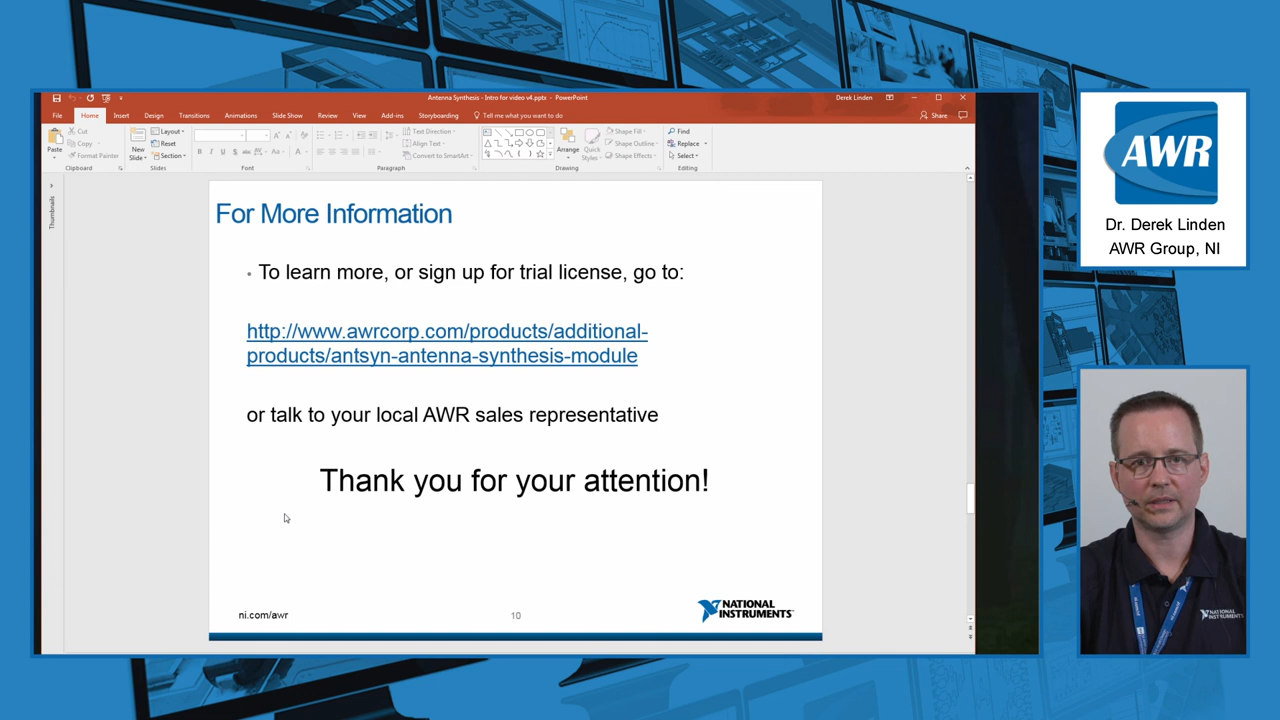 Antenna Synthesis - Intro for video v4.pptx - PowerPoint
Derek Linden
File Home Insert Design Transitions Animations Slide Show Review View Add-ins Storyboarding Tell me what you want to do
Share
Paste
Cut
Copy
Format Painter
Clipboard
New Slide
Layout
Reset
Section
Slides
Font
Text Direction
Align Text
Convert to SmartArt
Paragraph
Arrange
Quick Styles
Shape Fill
Shape Outline
Shape Effects
Drawing
Find
Replace
Select
Editing
Thumbnails
For More Information
• To learn more, or sign up for trial license, go to:
http://www.awrcorp.com/products/additional-
products/antsyn-antenna-synthesis-module
or talk to your local AWR sales representative
Thank you for your attention!
ni.com/awr
10
NATIONAL
INSTRUMENTS
AWR
Dr. Derek Linden
AWR Group, NI
NATIONAL
INSTRUMENTS